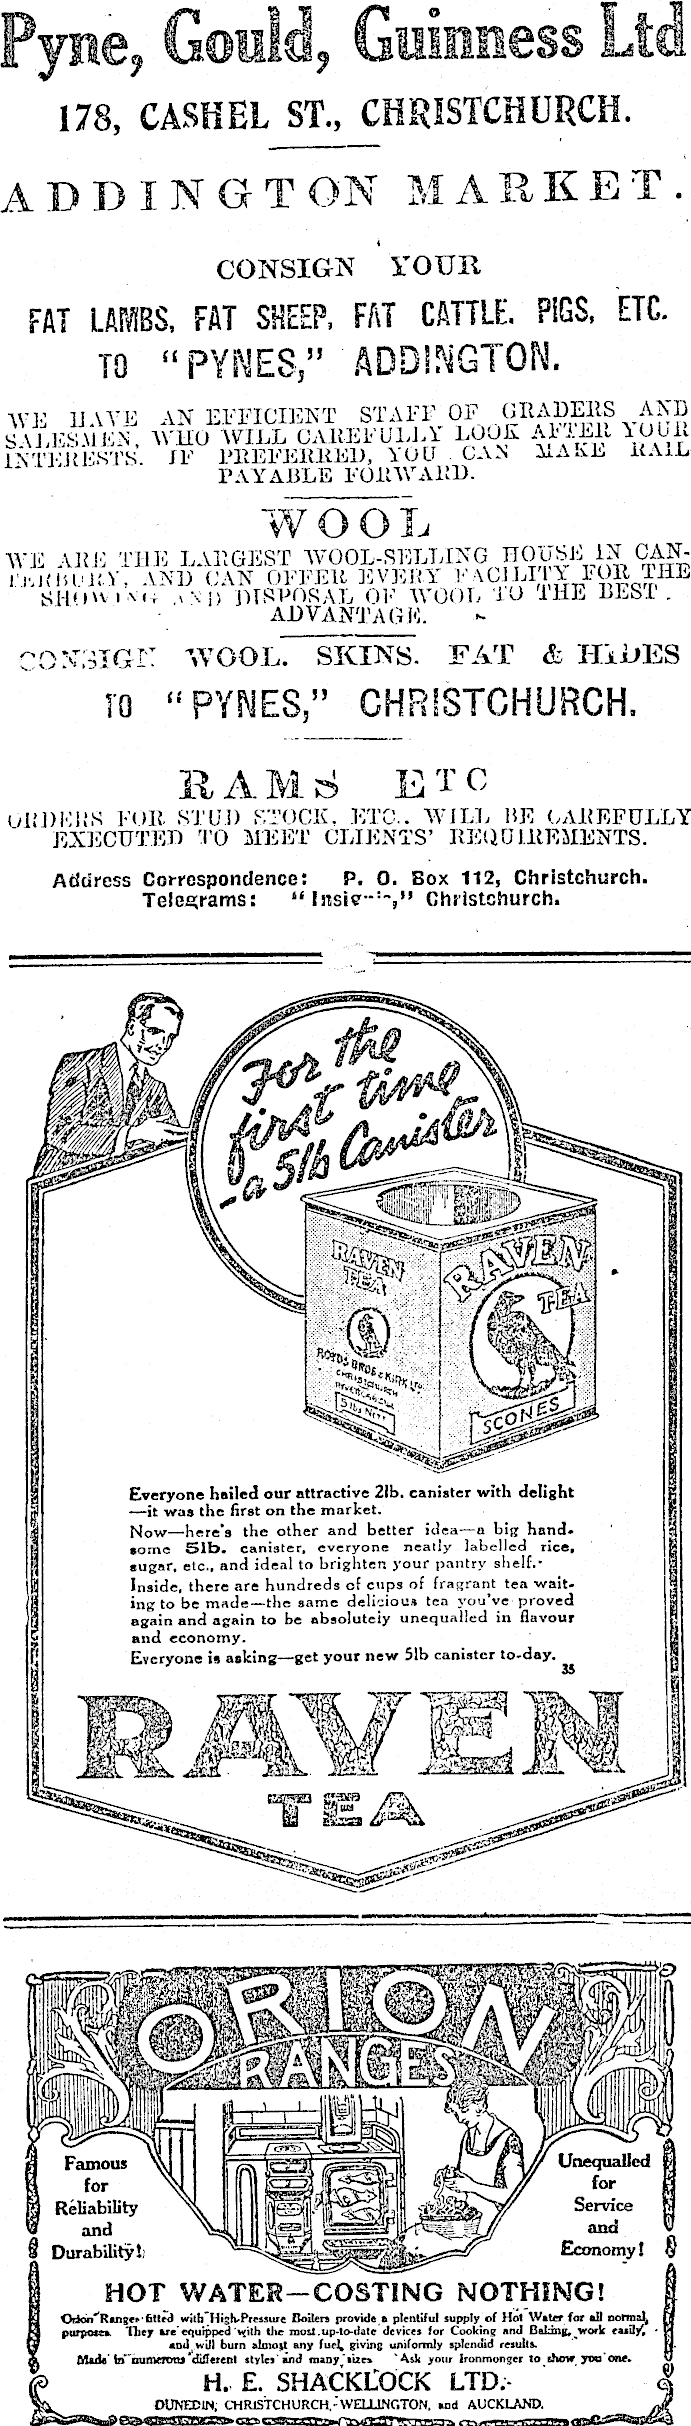 Pyne, Gould, Guinness Ltd
178, CASHEL ST., CHRISTCHURCH.
ADDINGTON MARKET.
CONSIGN YOUR
FAT LAMBS, FAT SHEEP, FAT CATTLE. PIGS, ETC.
TO "PYNES," ADDINGTON.
WE HAVE AN EFFICIENT STAFF OF GRADERS AND
SALESMEN, WHO WILL CAREFULLY LOOK AFTER YOUR
INTERESTS. IF PREFERRED, YOU CAN MAKE RAIL
PAYABLE FORWARD.
WOOL
WE ARE THE LARGEST WOOL-SELLING HOUSE IN CAN-
TERBURY, AND CAN OFFER EVERY FACILITY FOR THE
SHOWING AND DISPOSAL OF WOOL TO THE BEST
ADVANTAGE.
CONSIGN WOOL. SKINS. FAT & HIDES
TO "PYNES," CHRISTCHURCH.
RAMS ETC
ORDERS FOR STUD STOCK, ETC., WILL BE CAREFULLY
EXECUTED TO MEET CLIENTS' REQUIREMENTS.
Address Correspondence: P. O. Box 112, Christchurch.
Telegrams: Christchurch.
For the
first time
-a 5lb Canister
RAVEN
TEA
ROYDS BROS & KIRK LTD
CHRISTCHURCH
5 lbs Nett
RAVEN
TEA
SCONES
Everyone hailed our attractive 2lb. canister with delight
—it was the first on the market.
Now—here's the other and better idea—a big hand-
some 5lb. canister, everyone neatly labelled rice,
sugar, etc., and ideal to brighten your pantry shelf.
Inside, there are hundreds of cups of fragrant tea wait-
ing to be made—the same delicious tea you've proved
again and again to be absolutely unequalled in flavour
and economy.
Everyone is asking—get your new 5lb canister to-day.
35
RAVEN
TEA
ORION
RANGES
Famous
for
Reliability
and
Durability!
Unequalled
for
Service
and
Economy!
HOT WATER—COSTING NOTHING!
Orion Ranges fitted with High-Pressure Boilers provide a plentiful supply of Hot Water for all normal
purposes. They are equipped with the most up-to-date devices for Cooking and Baking, work easily,
and will burn almost any fuel, giving uniformly splendid results.
Made in numerous different styles and many sizes Ask your Ironmonger to show you one.
H. E. SHACKLOCK LTD.
DUNEDIN, CHRISTCHURCH, WELLINGTON, and AUCKLAND.